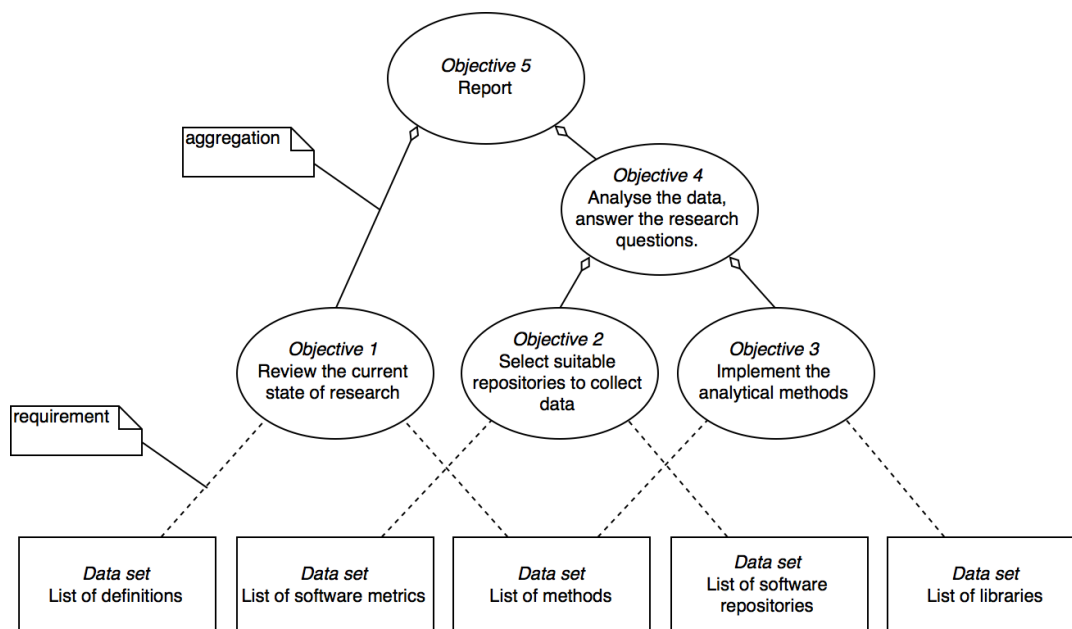 Objective 5
Report
aggregation
Objective 4
Analyse the data,
answer the research
questions.
Objective 1
Review the current
state of research
Objective 2
Select suitable
repositories to collect
data
Objective 3
Implement the
analytical methods
requirement
Data set
List of definitions
Data set
List of software metrics
Data set
List of methods
Data set
List of software
repositories
Data set
List of libraries